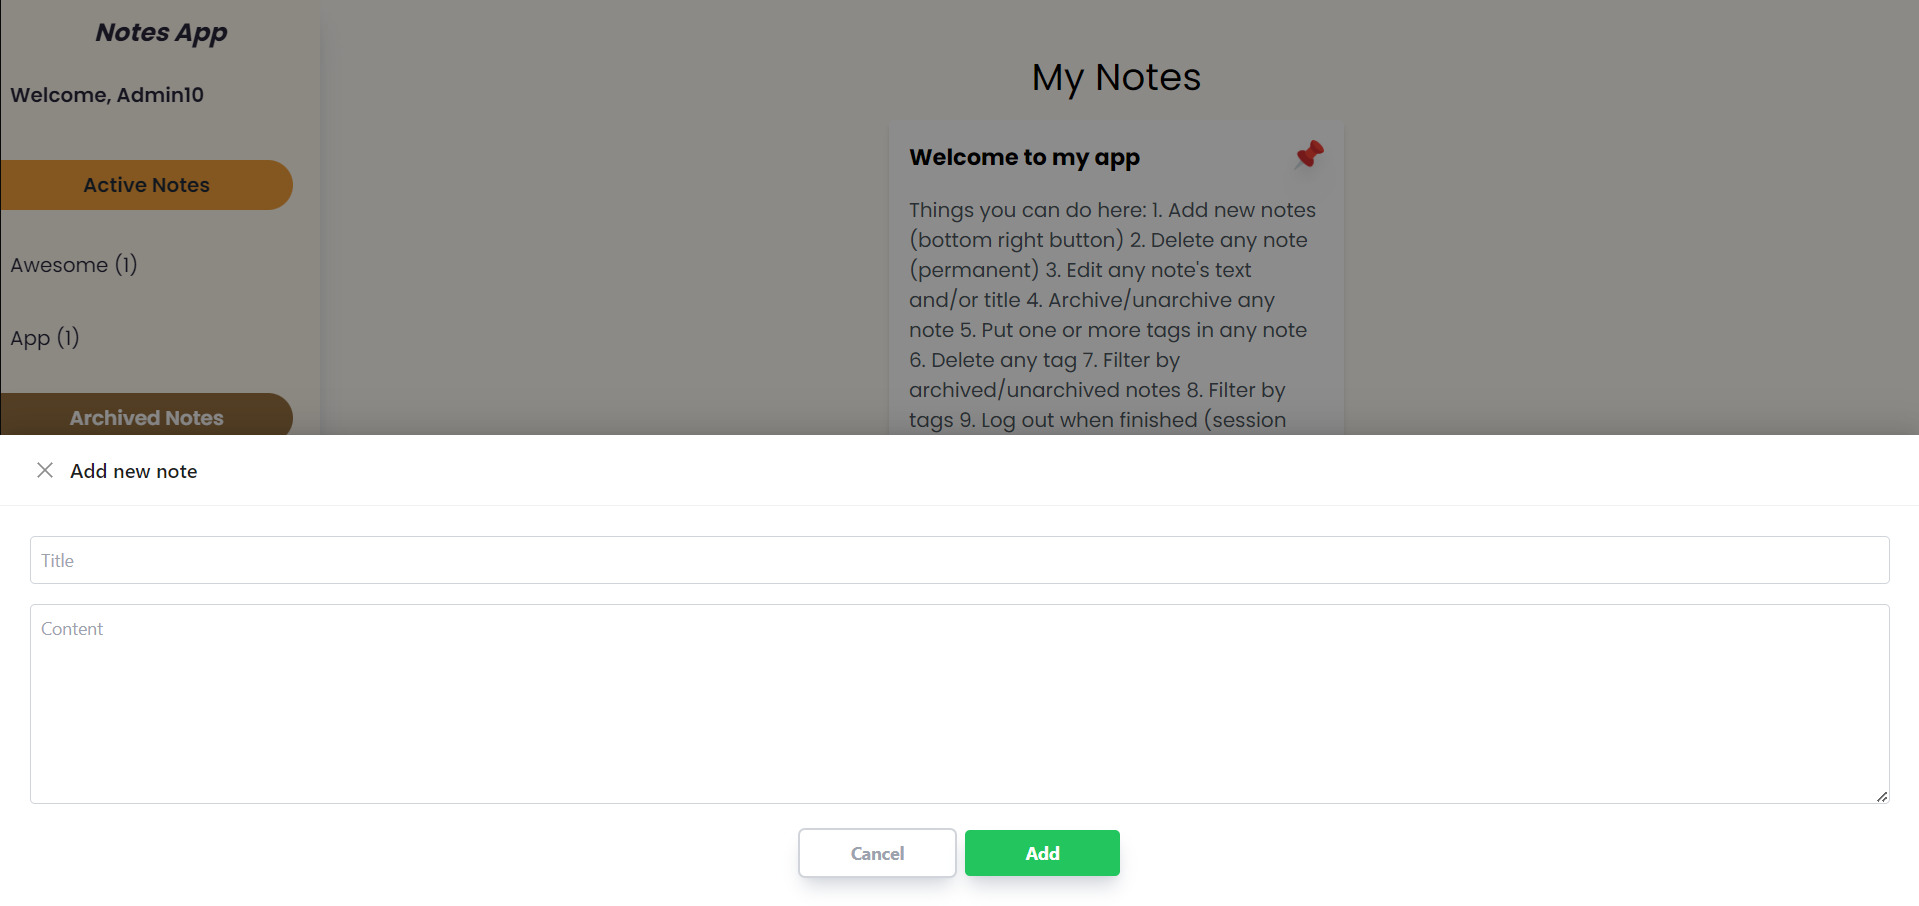 Notes App
Welcome, Admin10
Active Notes
Awesome (1)
App (1)
Archived Notes
My Notes
Welcome to my app
Things you can do here: 1. Add new notes
(bottom right button) 2. Delete any note
(permanent) 3. Edit any note's text
and/or title 4. Archive/unarchive any
note 5. Put one or more tags in any note
6. Delete any tag 7. Filter by
archived/unarchived notes 8. Filter by
tags 9. Log out when finished (session
Add new note
Title
Content
Cancel
Add